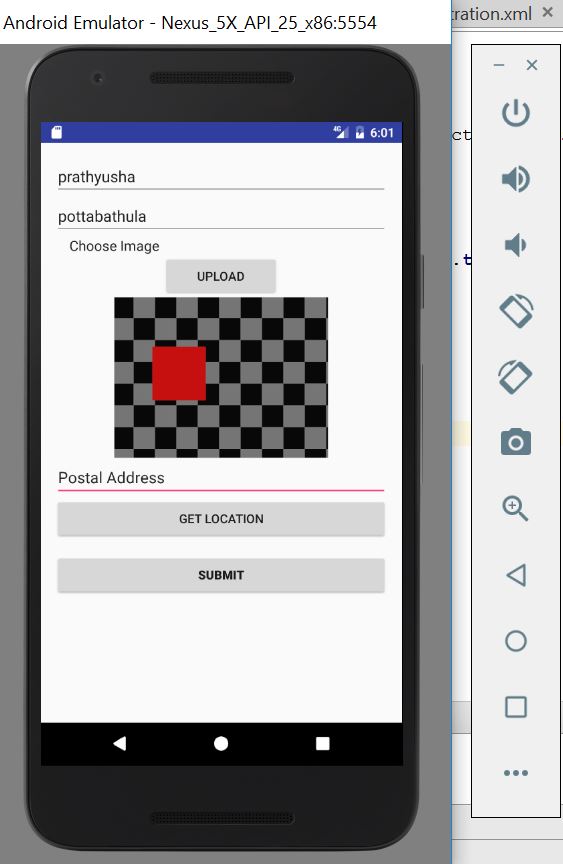 Android Emulator - Nexus_5X_API_25_x86:5554
tration.xml
ct
.t
4G 6:01
prathyusha
pottabathula
Choose Image
UPLOAD
Postal Address
GET LOCATION
SUBMIT